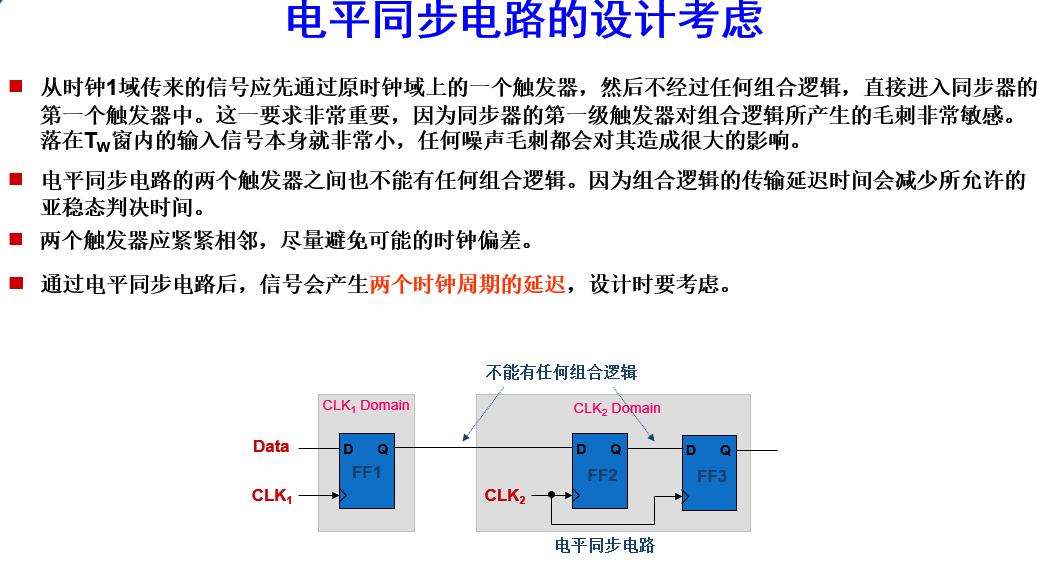 电平同步电路的设计考虑
从时钟1域传来的信号应先通过原时钟域上的一个触发器，然后不经过任何组合逻辑，直接进入同步器的
第一个触发器中。这一要求非常重要，因为同步器的第一级触发器对组合逻辑所产生的毛刺非常敏感。
落在TW窗内的输入信号本身就非常小，任何噪声毛刺都会对其造成很大的影响。
电平同步电路的两个触发器之间也不能有任何组合逻辑。因为组合逻辑的传输延迟时间会减少所允许的
亚稳态判决时间。
两个触发器应紧紧相邻，尽量避免可能的时钟偏差。
通过电平同步电路后，信号会产生两个时钟周期的延迟，设计时要考虑。
不能有任何组合逻辑
CLK1 Domain
CLK2 Domain
Data
D Q
FF1
D Q
FF2
D Q
FF3
CLK1
CLK2
电平同步电路